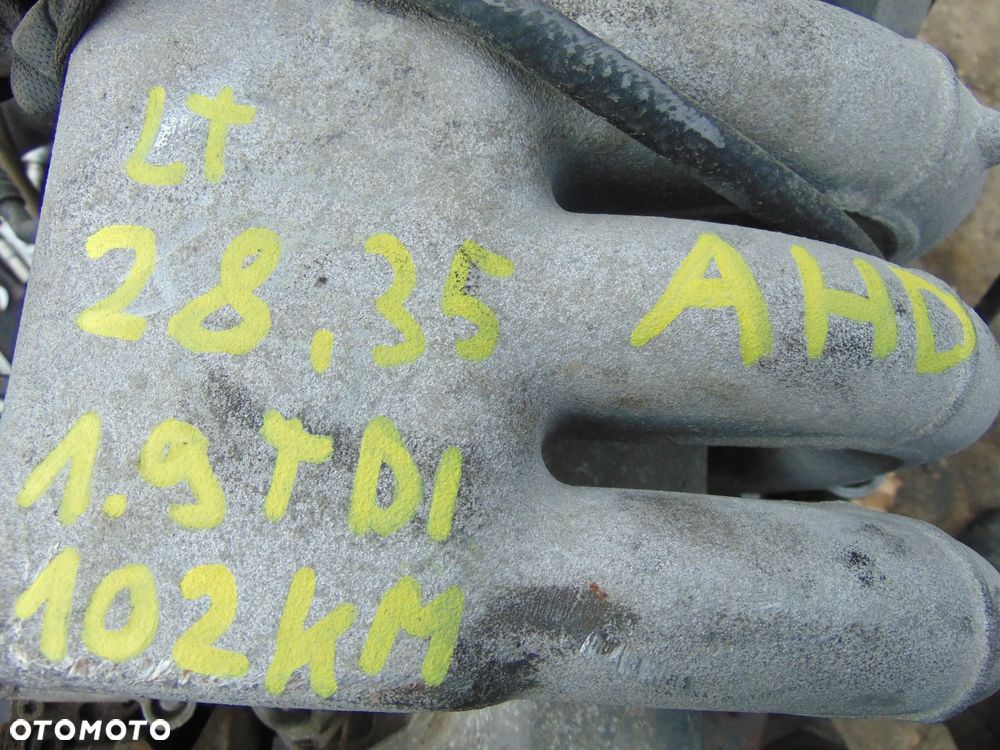 LT
28,35 AHD
1.9TDI
102KM
OTOMOTO